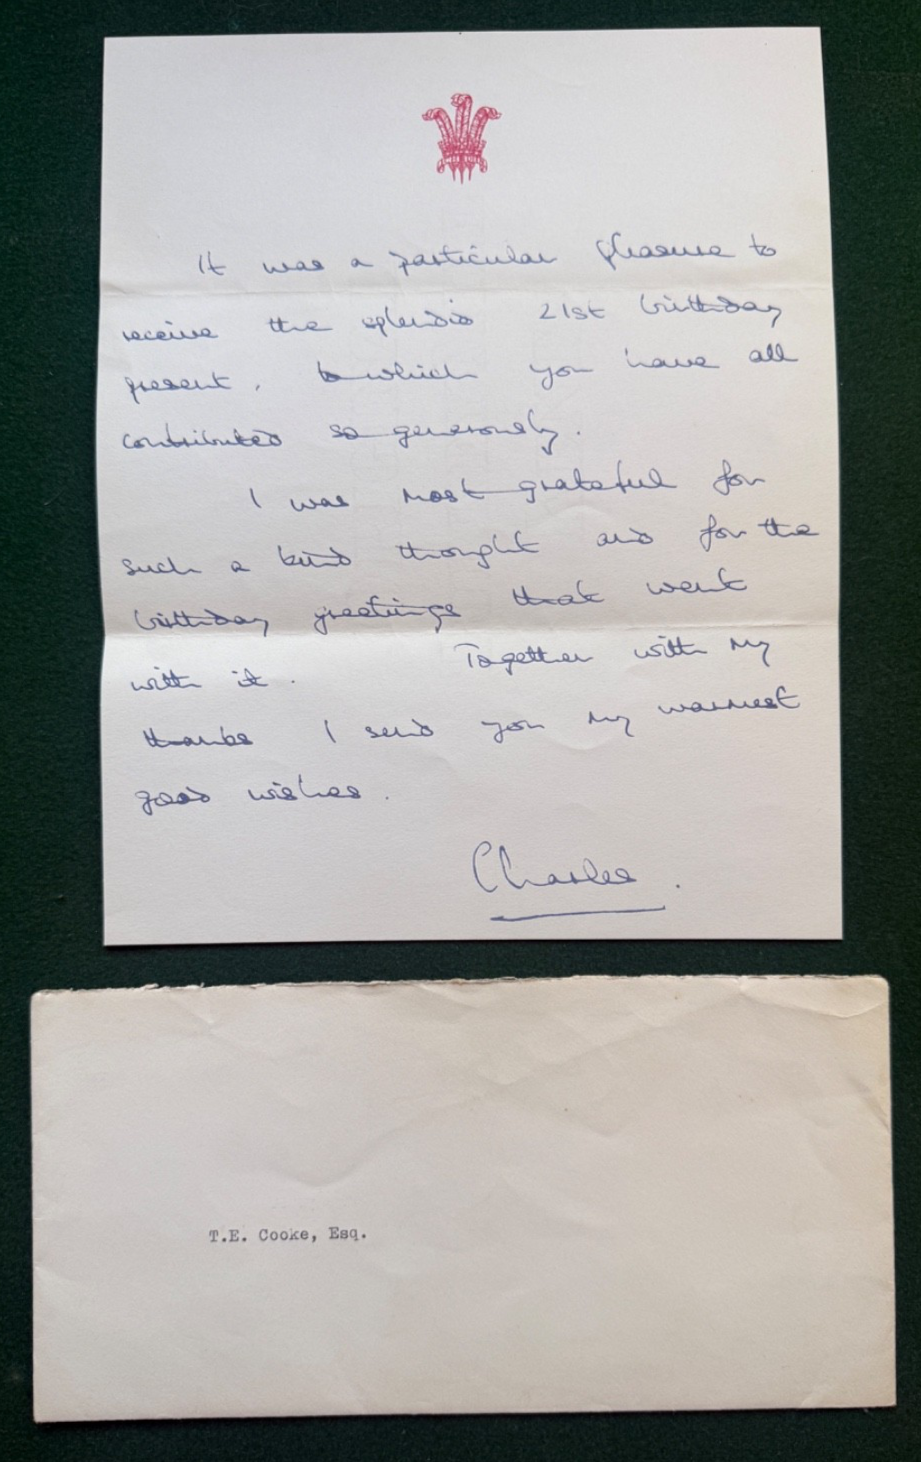 It was a particular pleasure to
receive the splendid 21st birthday
present, to which you have all
contributed so generously.
I was most grateful for
such a kind thought and for the
birthday greetings that went
with it. Together with my
thanks I send you my warmest
good wishes.
Charles.
T.E. Cooke, Esq.